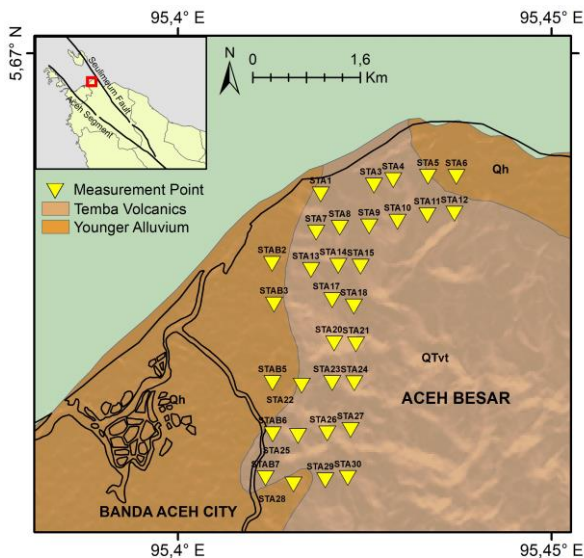 95,4° E
95,45° E
5,67° N
Seulimeum Fault
Aceh Segment
N
0
1,6
Km
Measurement Point
Temba Volcanics
Younger Alluvium
STA1
STA3
STA4
STA5
STA6
Qh
STA7
STA8
STA9
STA10
STA11
STA12
STAB2
STA13
STA14
STA15
STAB3
STA17
STA18
STA20
STA21
QTvt
STAB5
STA22
STA23
STA24
ACEH BESAR
Qh
STAB6
STA25
STA26
STA27
STAB7
STA28
STA29
STA30
BANDA ACEH CITY
95,4° E
95,45° E